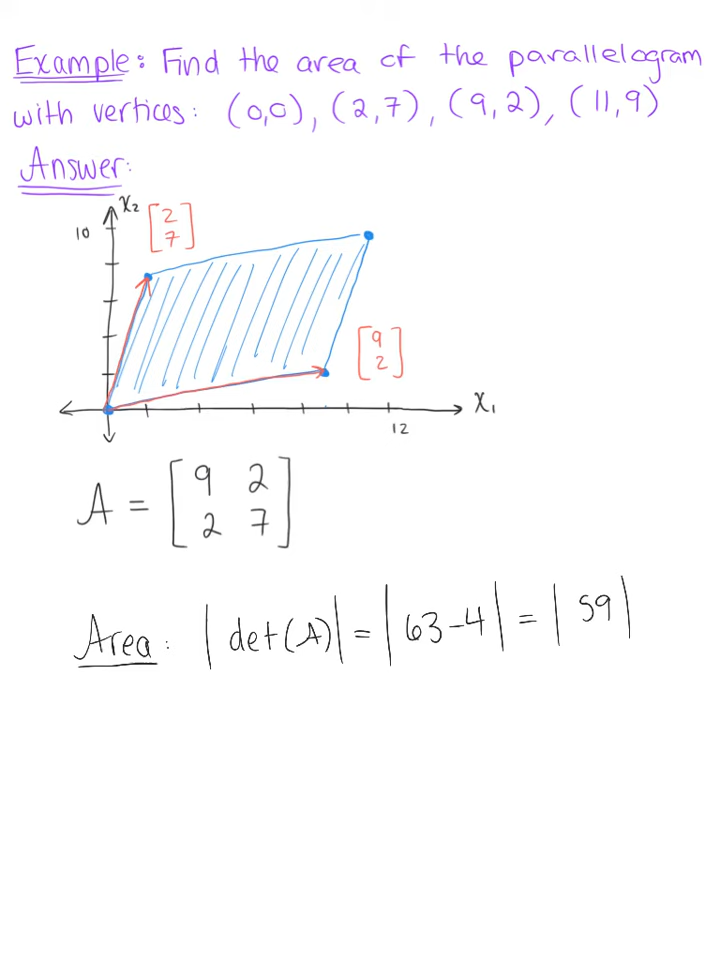 Example: Find the area of the parallelogram
with vertices: (0,0), (2,7), (9,2), (11,9)
Answer:
x₂
10
[2
7]
[9
2]
x₁
12
A = [9 2
2 7]
Area: |det(A)| = |63-4| = |59|